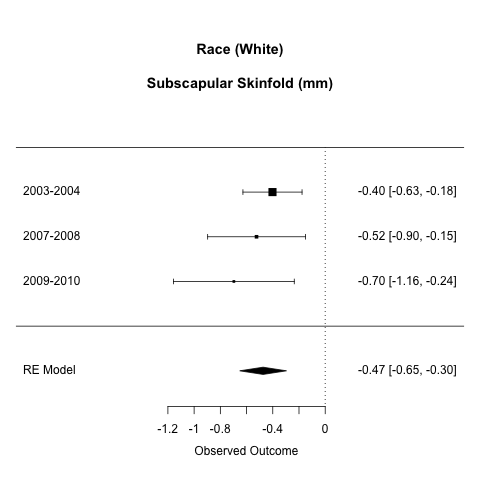 Race (White)
Subscapular Skinfold (mm)
2003-2004 -0.40 [-0.63, -0.18]
2007-2008 -0.52 [-0.90, -0.15]
2009-2010 -0.70 [-1.16, -0.24]
RE Model -0.47 [-0.65, -0.30]
-1.2 -1 -0.8 -0.4 0
Observed Outcome